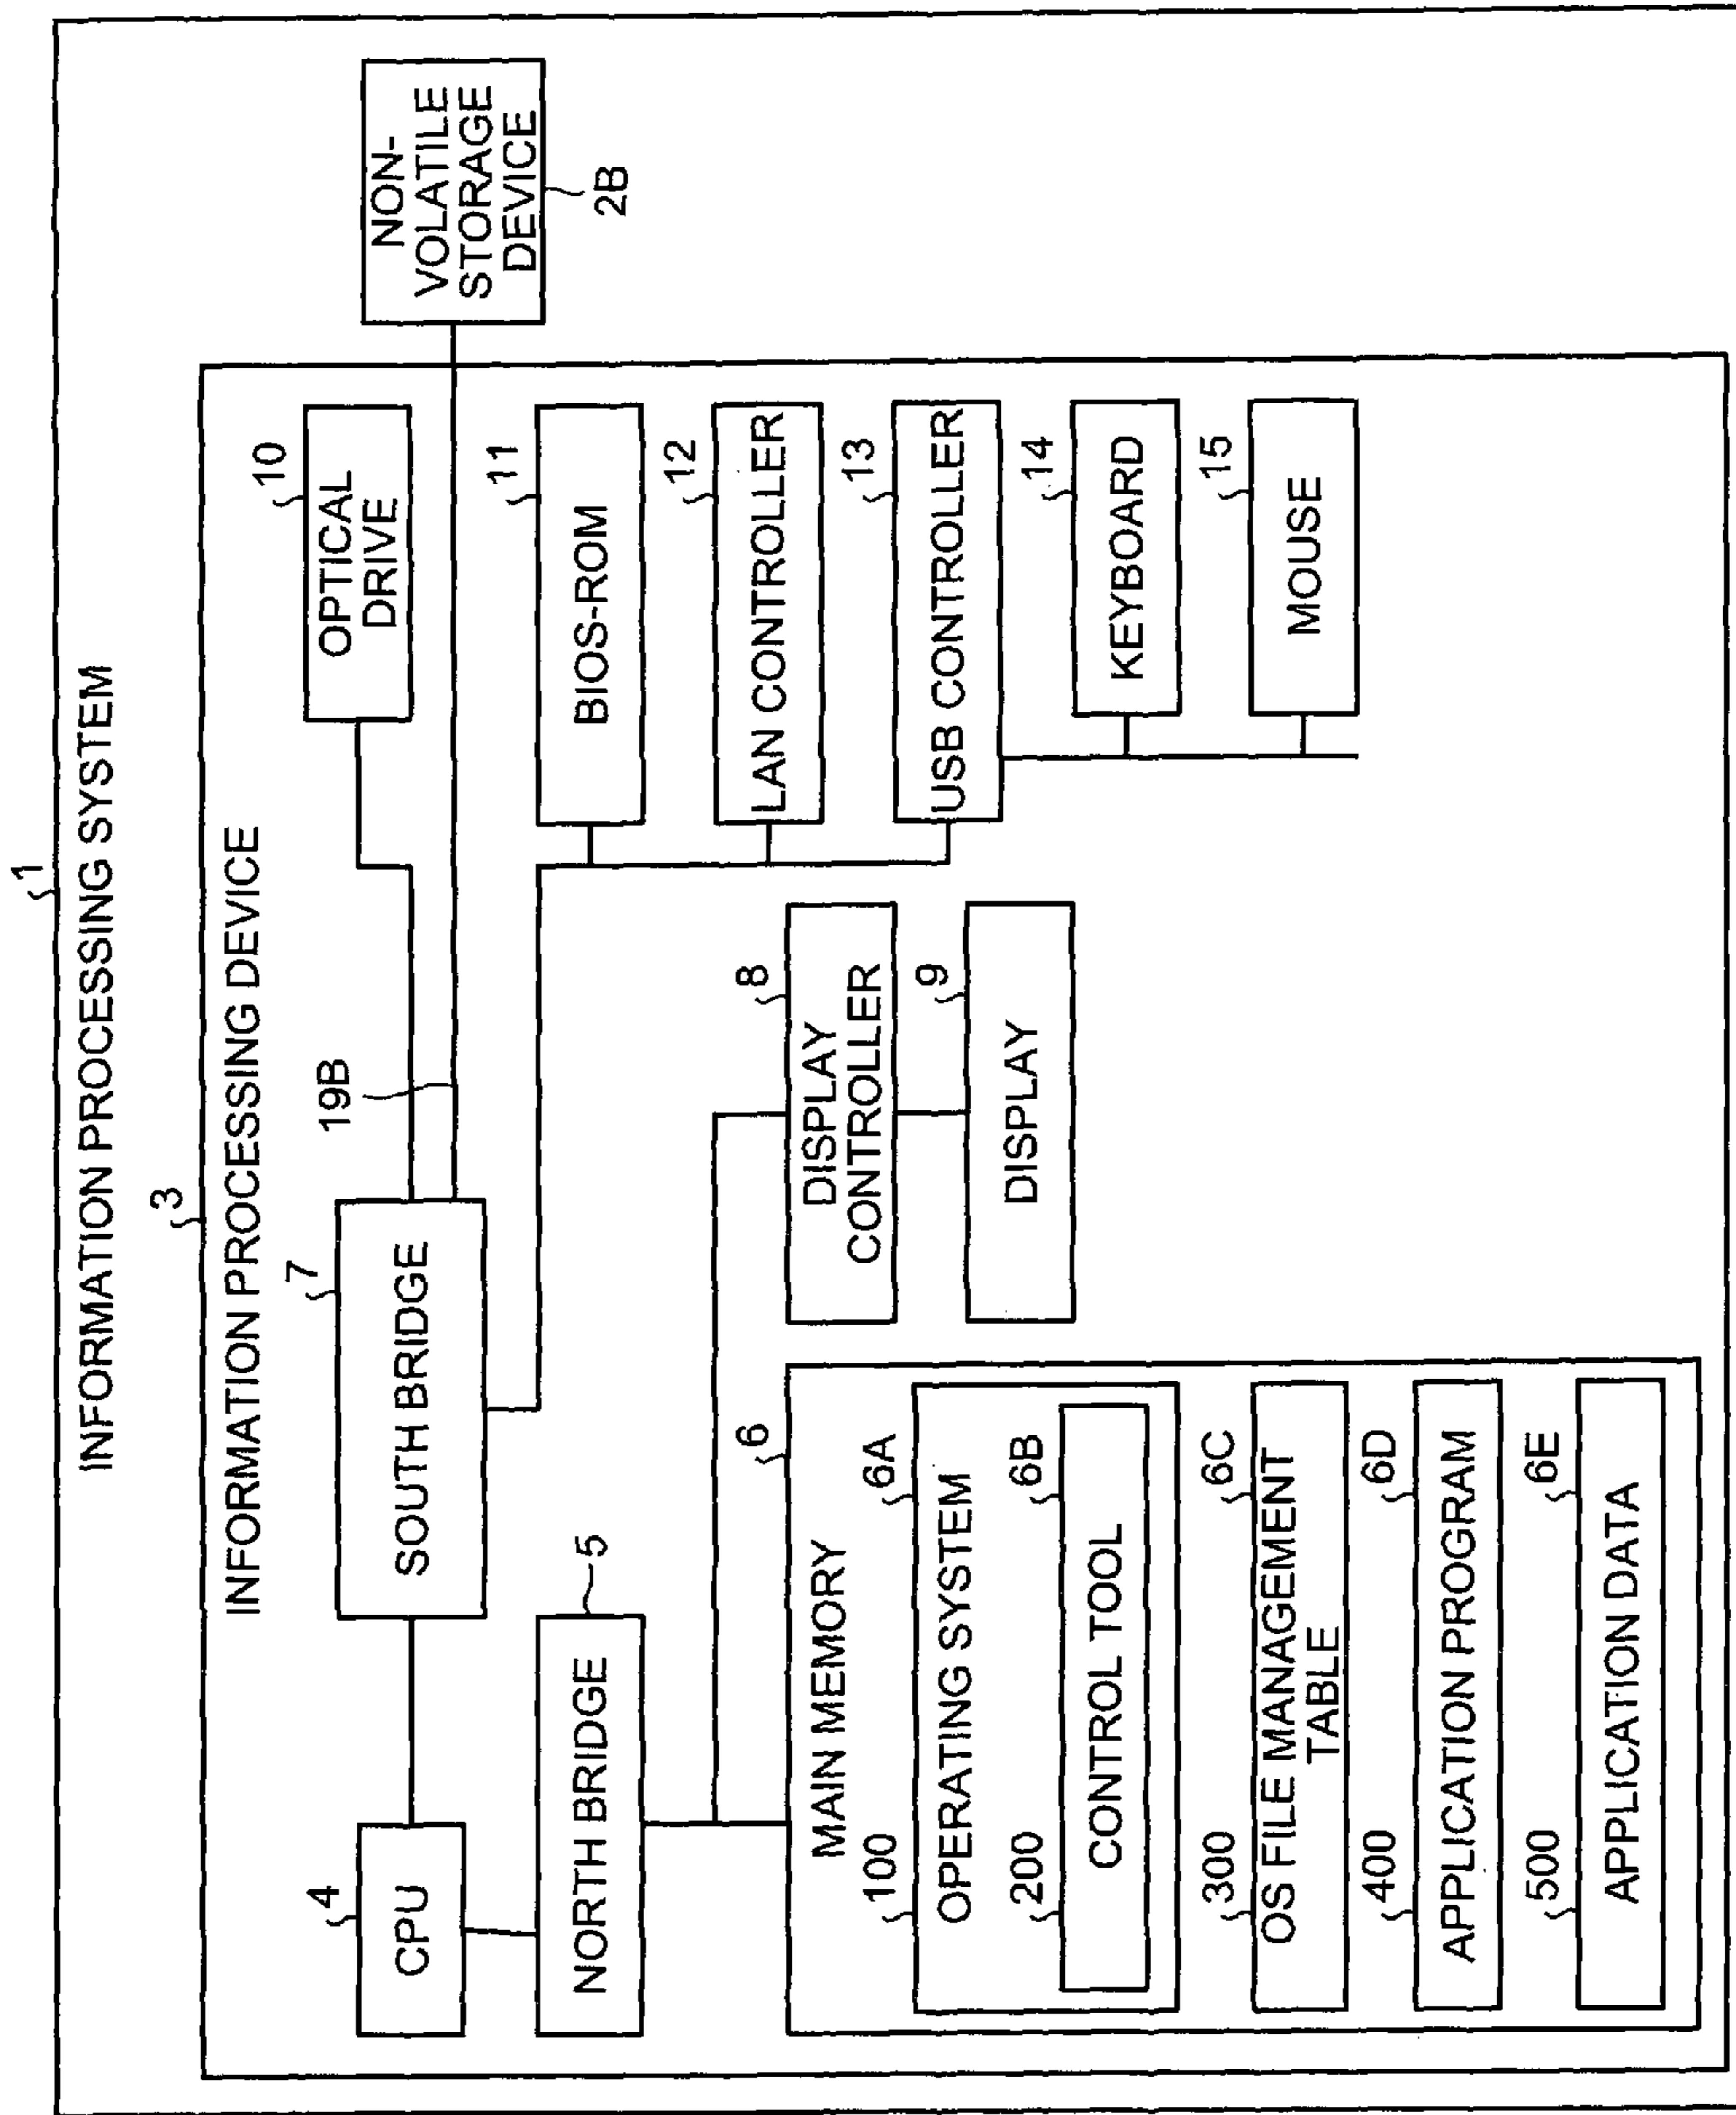 1
INFORMATION PROCESSING SYSTEM
3
INFORMATION PROCESSING DEVICE
4
CPU
7
SOUTH BRIDGE
19B
10
OPTICAL
DRIVE
NON-
VOLATILE
STORAGE
DEVICE
2B
5
NORTH BRIDGE
11
BIOS-ROM
12
LAN CONTROLLER
13
USB CONTROLLER
14
KEYBOARD
15
MOUSE
8
DISPLAY
CONTROLLER
9
DISPLAY
6
MAIN MEMORY
100
6A
OPERATING SYSTEM
200
6B
CONTROL TOOL
300
6C
OS FILE MANAGEMENT
TABLE
400
6D
APPLICATION PROGRAM
500
6E
APPLICATION DATA